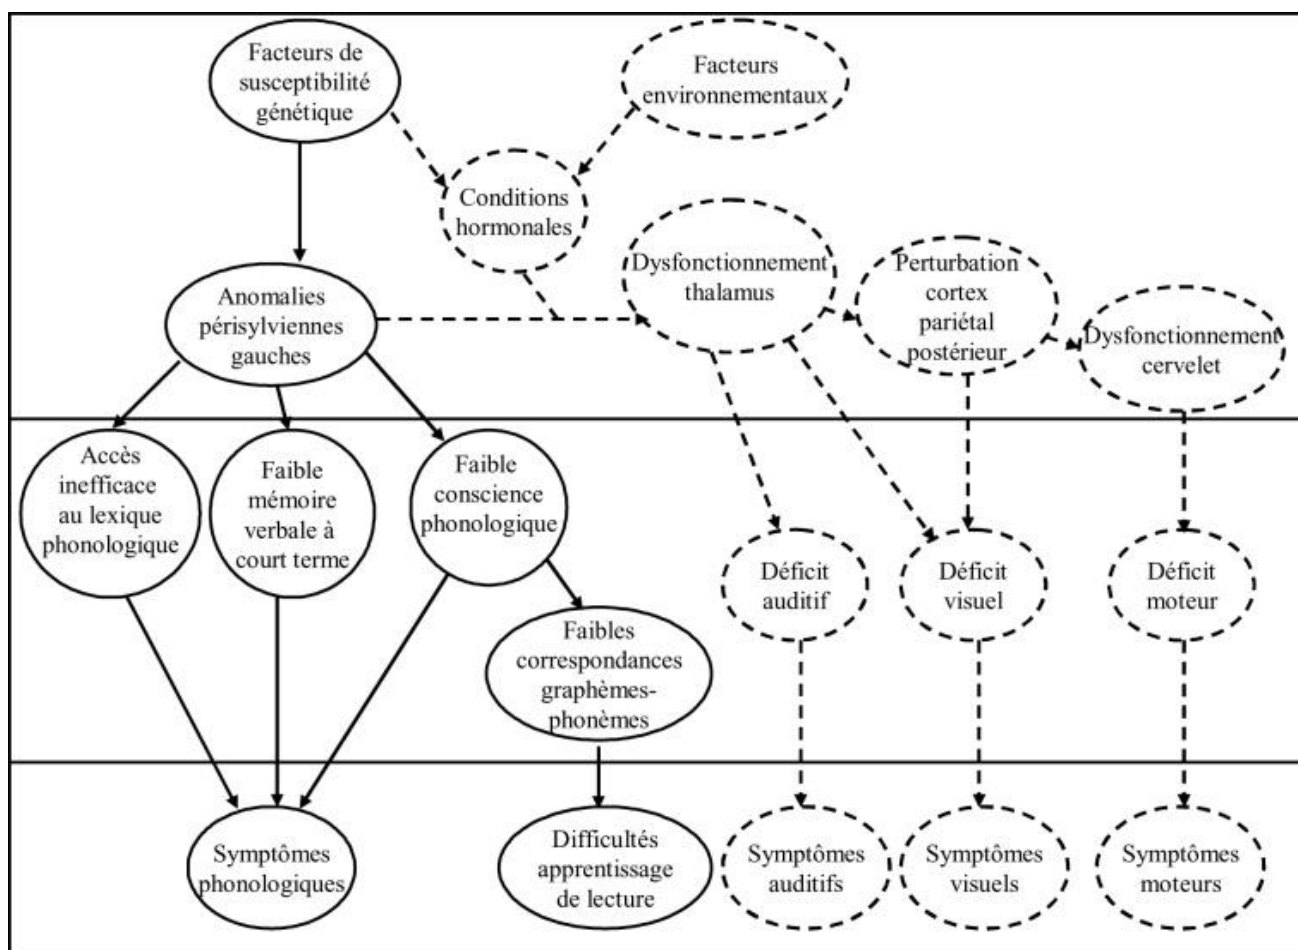 Facteurs de
susceptibilité
génétique
Facteurs
environnementaux
Conditions
hormonales
Dysfonctionnement
thalamus
Perturbation
cortex
pariétal
postérieur
Dysfonctionnement
cervelet
Anomalies
périsylviennes
gauches
Accès
inefficace
au lexique
phonologique
Faible
mémoire
verbale à
court terme
Faible
conscience
phonologique
Faibles
correspondances
graphèmes-
phonèmes
Déficit
auditif
Déficit
visuel
Déficit
moteur
Symptômes
phonologiques
Difficultés
apprentissage
de lecture
Symptômes
auditifs
Symptômes
visuels
Symptômes
moteurs